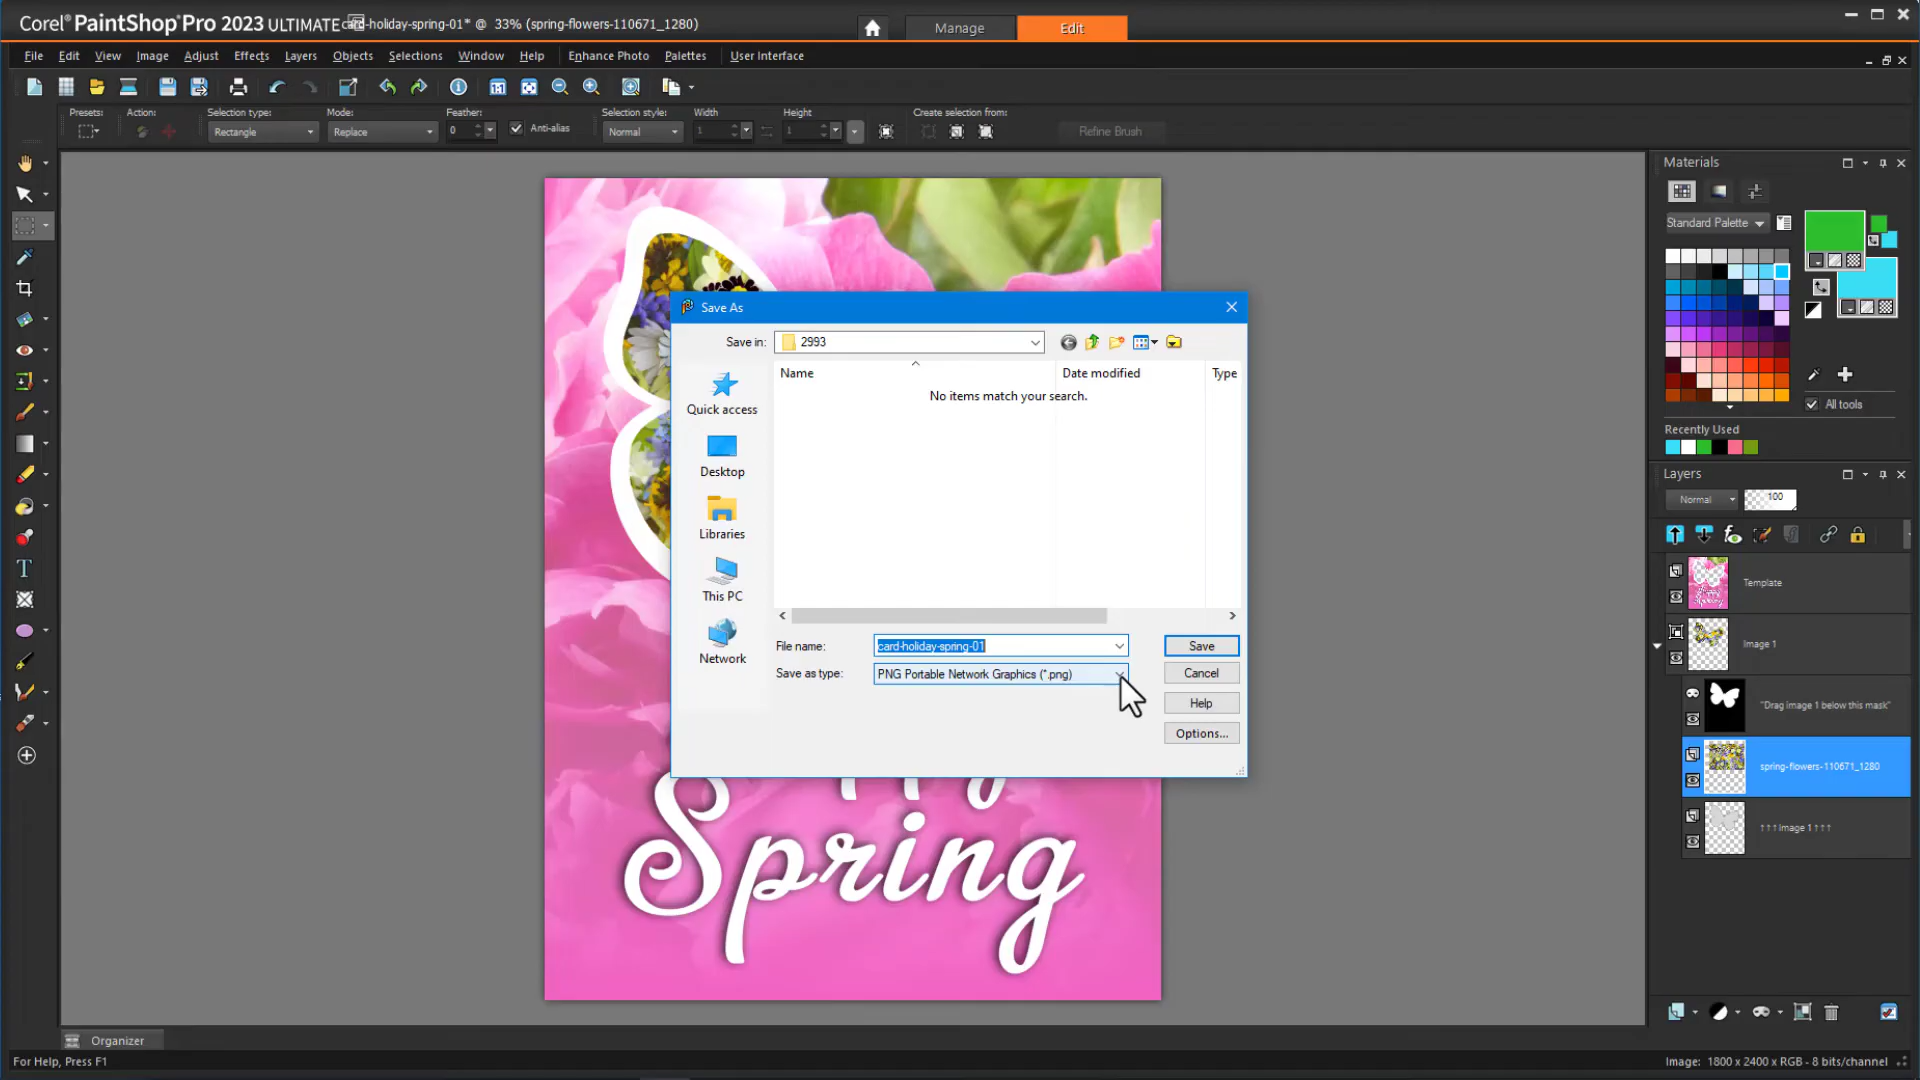 Corel® PaintShop® Pro 2023 ULTIMATE card-holiday-spring-01* @ 33% (spring-flowers-110671_1280)
Manage
Edit
File Edit View Image Adjust Effects Layers Objects Selections Window Help Enhance Photo Palettes User Interface
Presets: Action: Selection type: Mode: Feather: Selection style: Width Height Create selection from:
Rectangle Replace 0 Anti-alias Normal 1 1 Refine Brush
Materials
Standard Palette
All tools
Recently Used
Layers
Normal 100
Template
Image 1
"Drag image 1 below this mask"
spring-flowers-110671_1280
↑↑↑ Image 1 ↑↑↑
Save As
Save in: 2993
Name Date modified Type
No items match your search.
Quick access
Desktop
Libraries
This PC
Network
File name: card-holiday-spring-01 Save
Save as type: PNG Portable Network Graphics (*.png) Cancel
Help
Options...
Spring
Organizer
For Help, Press F1
Image: 1800 x 2400 x RGB - 8 bits/channel